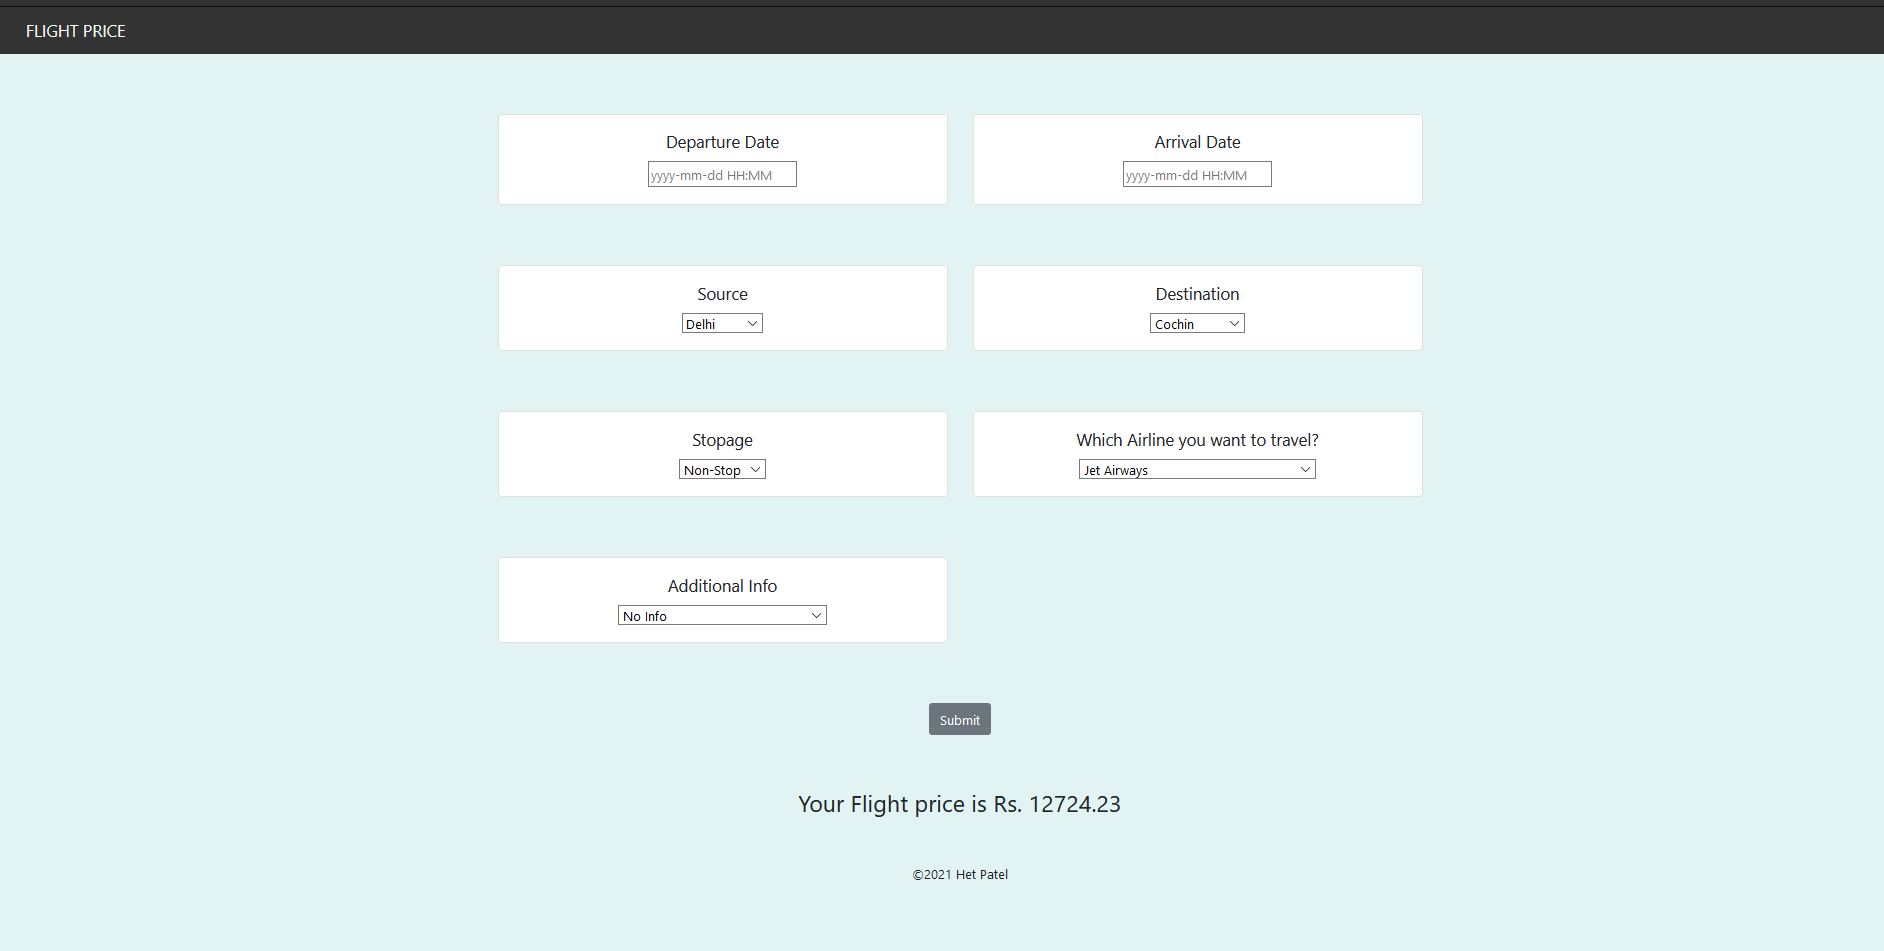 FLIGHT PRICE
Departure Date
yyyy-mm-dd HH:MM
Arrival Date
yyyy-mm-dd HH:MM
Source
Delhi
Destination
Cochin
Stopage
Non-Stop
Which Airline you want to travel?
Jet Airways
Additional Info
No Info
Submit
Your Flight price is Rs. 12724.23
©2021 Het Patel